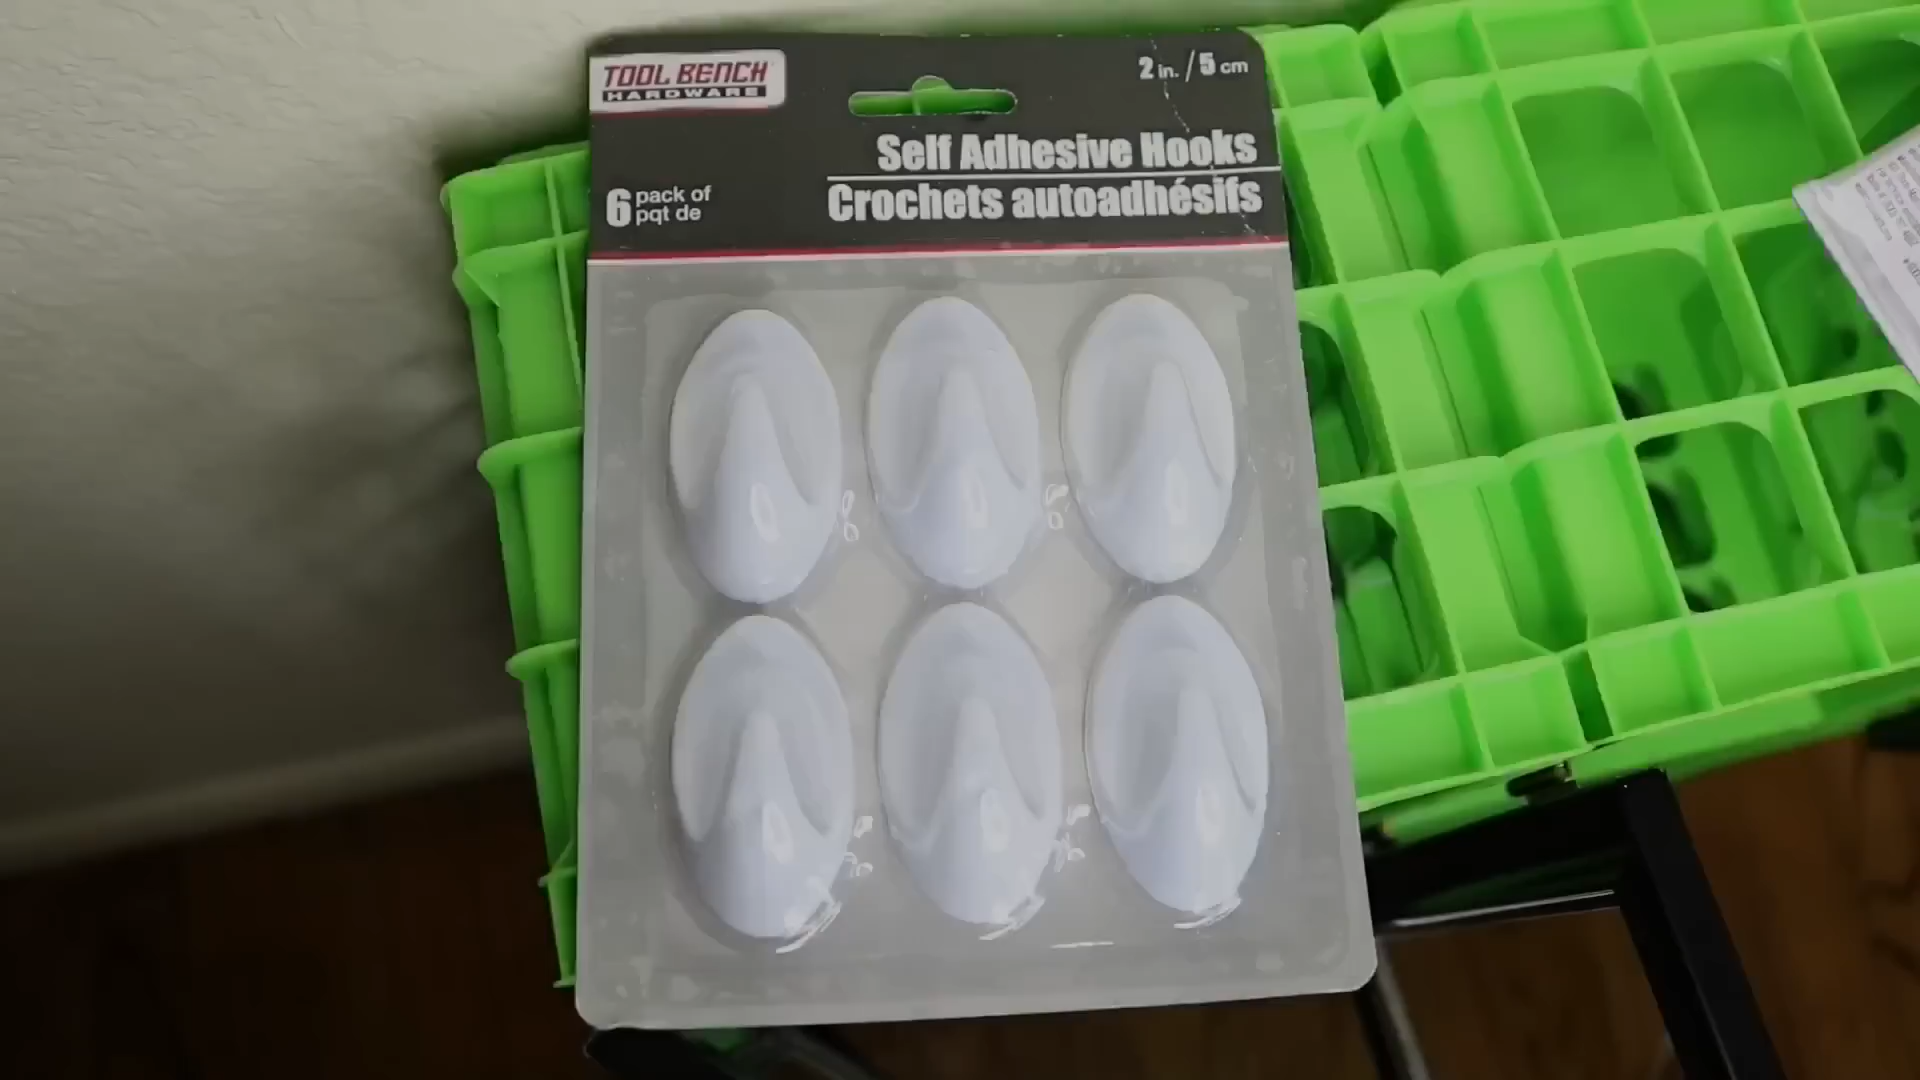 TOOL BENCH
HARDWARE
2 in. / 5 cm
Self Adhesive Hooks
Crochets autoadhésifs
6 pack of
pqt de